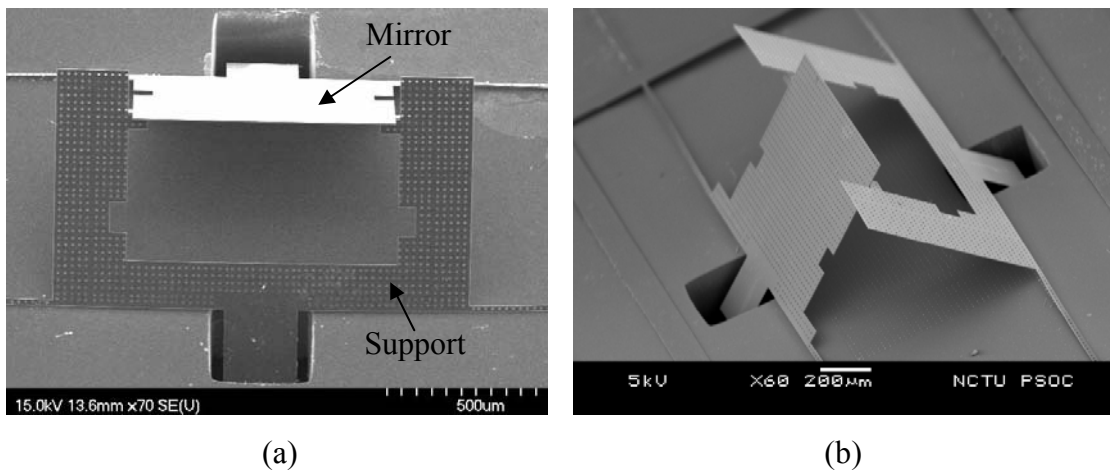 Mirror
Support
15.0kV 13.6mm x70 SE(U)
500um
5kV X60 200μm NCTU PSOC
(a)
(b)